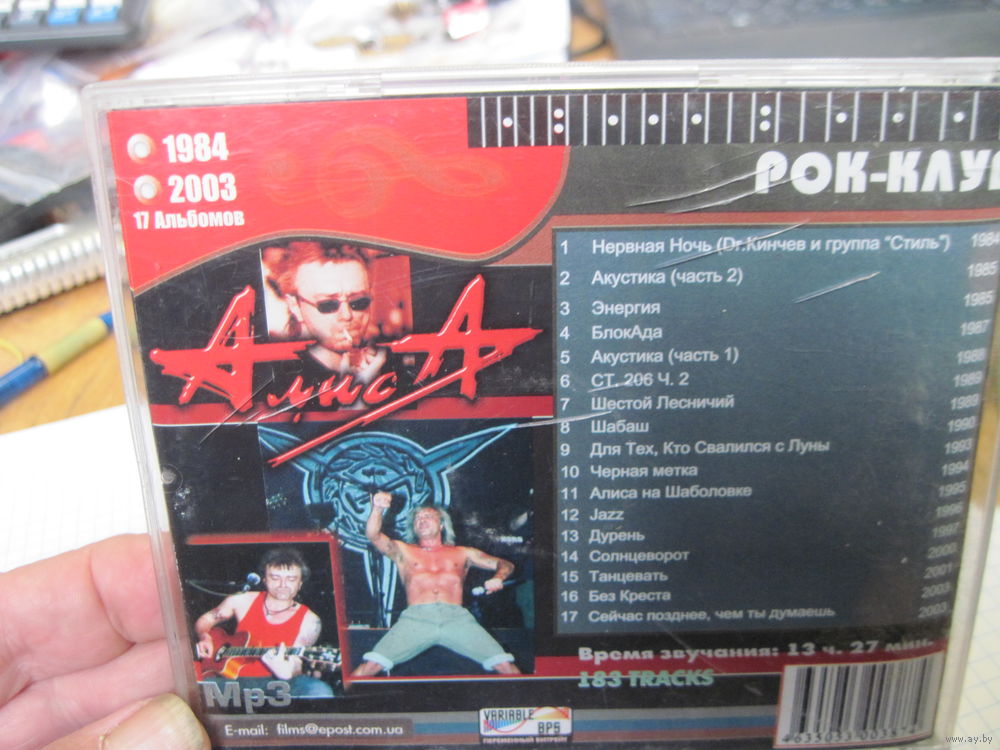 1984
2003
17 Альбомов
РОК-КЛУ
АлисА
1 Нервная Ночь (Dr.Кинчев и группа "Стиль") 1984
2 Акустика (часть 2) 1985
3 Энергия 1985
4 БлокАда 1987
5 Акустика (часть 1) 1988
6 СТ. 206 Ч. 2 1989
7 Шестой Лесничий 1989
8 Шабаш 1990
9 Для Тех, Кто Свалился с Луны 1993
10 Черная метка 1994
11 Алиса на Шаболовке 1995
12 Jazz 1996
13 Дурень 1997
14 Солнцеворот 2000
15 Танцевать 2001
16 Без Креста 2003
17 Сейчас позднее, чем ты думаешь 2003
Время звучания: 13 ч. 27 мин.
183 TRACKS
Mp3
E-mail: films@epost.com.ua
VARIABLE
BPS
ПЕРЕМЕННЫЙ БИТРЕЙТ
www.ay.by